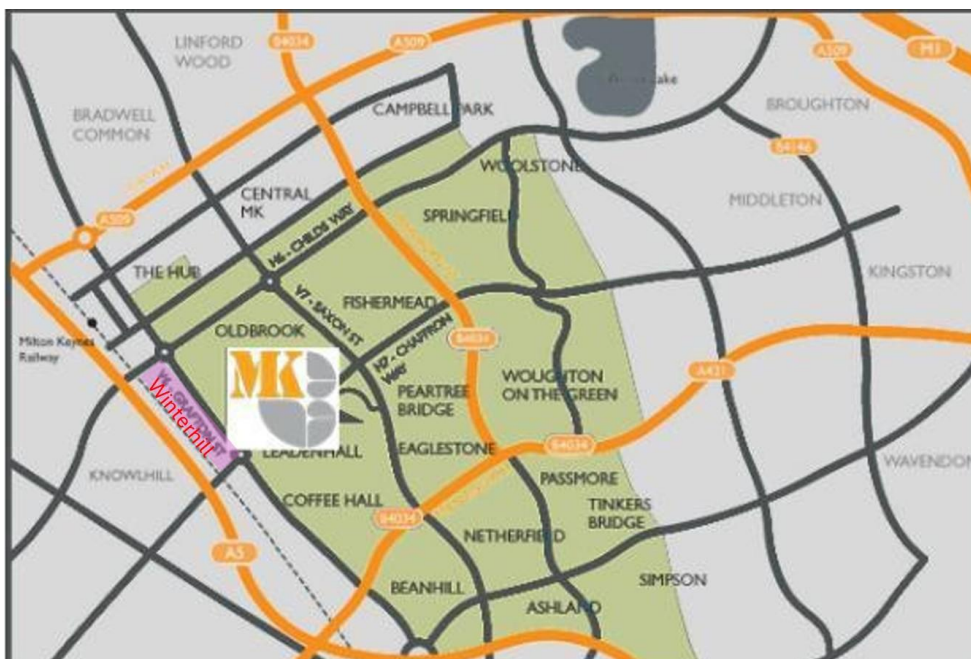 LINFORD
WOOD
B4034
A509
A509
M1
CAMPBELL PARK
BROUGHTON
BRADWELL
COMMON
B4146
WOOLSTONE
CENTRAL
MK
MIDDLETON
SPRINGFIELD
A509
H6 - CHILDS WAY
THE HUB
KINGSTON
V7 - SAXON ST
FISHERMEAD
OLDBROOK
Milton Keynes
Railway
H7 - CHAFFRON
WAY
B4034
MK
A421
WOUGHTON
ON THE GREEN
PEARTREE
BRIDGE
Winterhill
GRAFTON ST
EAGLESTONE
B4034
LEADENHALL
WAVENDON
KNOWLHILL
PASSMORE
COFFEE HALL
TINKERS
BRIDGE
B4034
NETHERFIELD
A5
SIMPSON
BEANHILL
ASHLAND